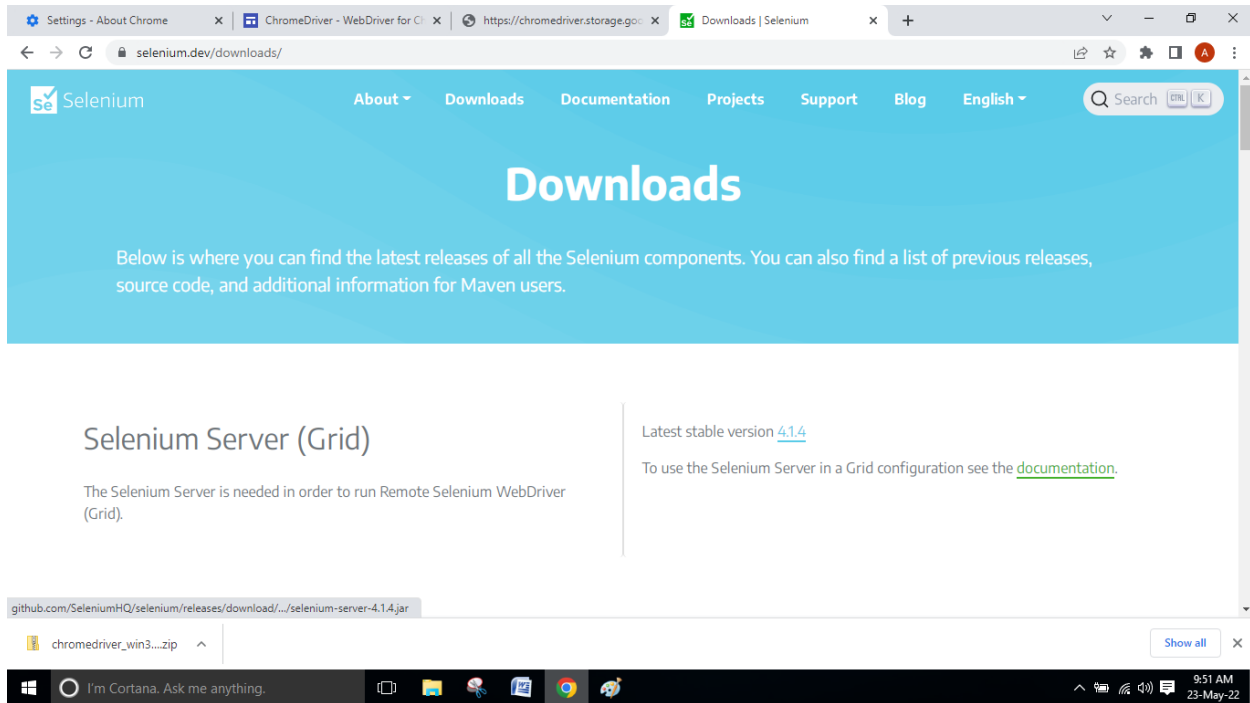 Settings - About Chrome
ChromeDriver - WebDriver for Ch
https://chromedriver.storage.goo
Downloads | Selenium
selenium.dev/downloads/
A
Se Selenium
About
Downloads
Documentation
Projects
Support
Blog
English
Search CTRL K
Downloads
Below is where you can find the latest releases of all the Selenium components. You can also find a list of previous releases,
source code, and additional information for Maven users.
Selenium Server (Grid)
The Selenium Server is needed in order to run Remote Selenium WebDriver
(Grid).
Latest stable version 4.1.4
To use the Selenium Server in a Grid configuration see the documentation.
github.com/SeleniumHQ/selenium/releases/download/.../selenium-server-4.1.4.jar
chromedriver_win3....zip
Show all
I'm Cortana. Ask me anything.
9:51 AM
23-May-22